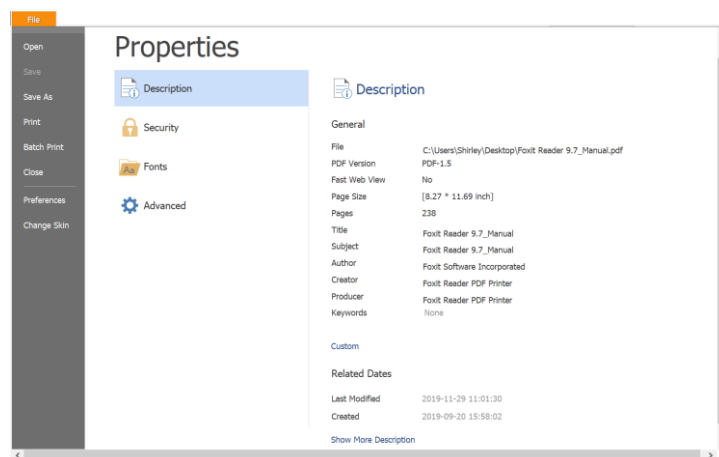 File
Open
Save
Save As
Print
Batch Print
Close
Preferences
Change Skin
Properties
Description
Security
Fonts
Advanced
Description
General
File C:\Users\Shirley\Desktop\Foxit Reader 9.7_Manual.pdf
PDF Version PDF-1.5
Fast Web View No
Page Size [8.27 * 11.69 inch]
Pages 238
Title Foxit Reader 9.7_Manual
Subject Foxit Reader 9.7_Manual
Author Foxit Software Incorporated
Creator Foxit Reader PDF Printer
Producer Foxit Reader PDF Printer
Keywords None
Custom
Related Dates
Last Modified 2019-11-29 11:01:30
Created 2019-09-20 15:58:02
Show More Description